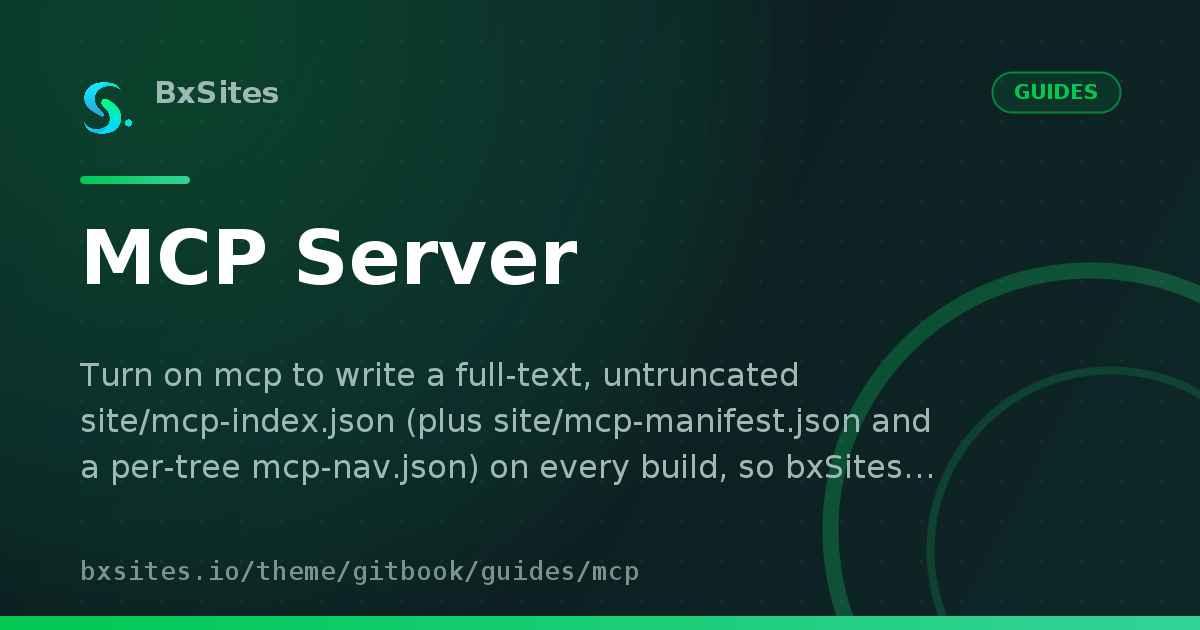 BxSites
GUIDES
MCP Server
Turn on mcp to write a full-text, untruncated
site/mcp-index.json (plus site/mcp-manifest.json and
a per-tree mcp-nav.json) on every build, so bxSites…
bxsites.io/theme/gitbook/guides/mcp